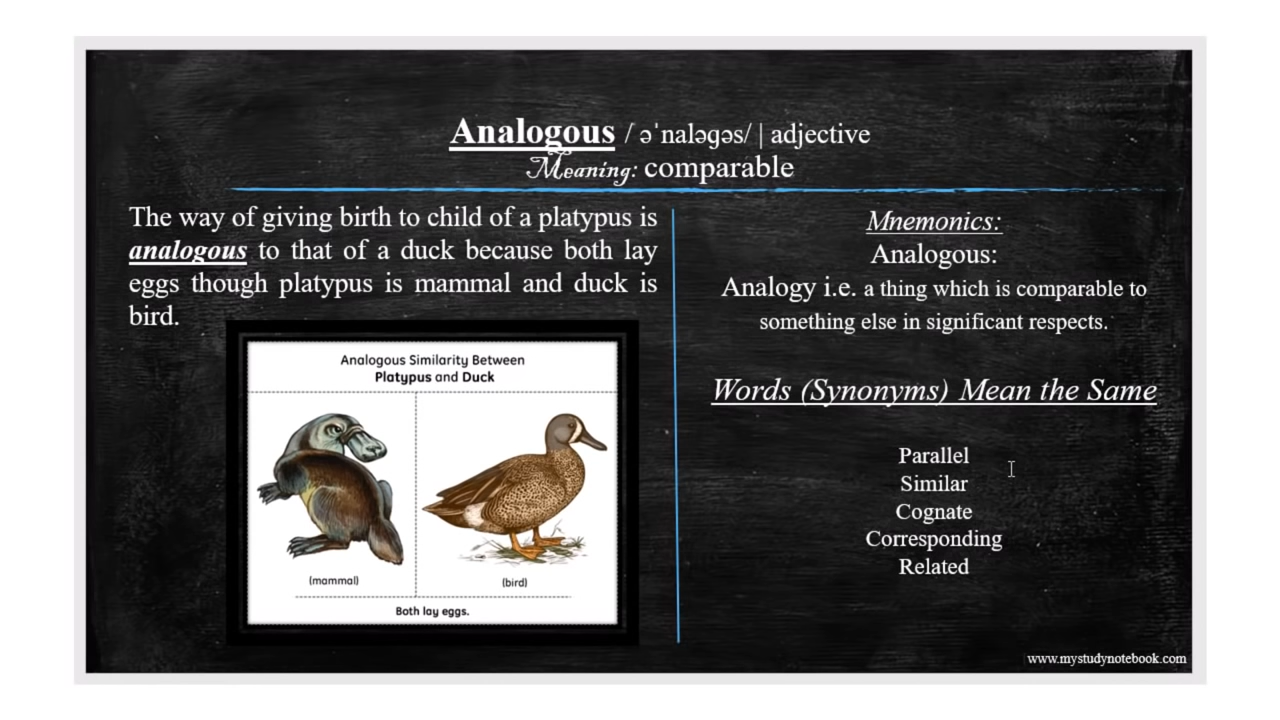 Analogous / əˈnaləɡəs/ | adjective
Meaning: comparable
The way of giving birth to child of a platypus is
analogous to that of a duck because both lay
eggs though platypus is mammal and duck is
bird.
Analogous Similarity Between
Platypus and Duck
(mammal)
(bird)
Both lay eggs.
Mnemonics:
Analogous:
Analogy i.e. a thing which is comparable to
something else in significant respects.
Words (Synonyms) Mean the Same
Parallel
Similar
Cognate
Corresponding
Related
www.mystudynotebook.com